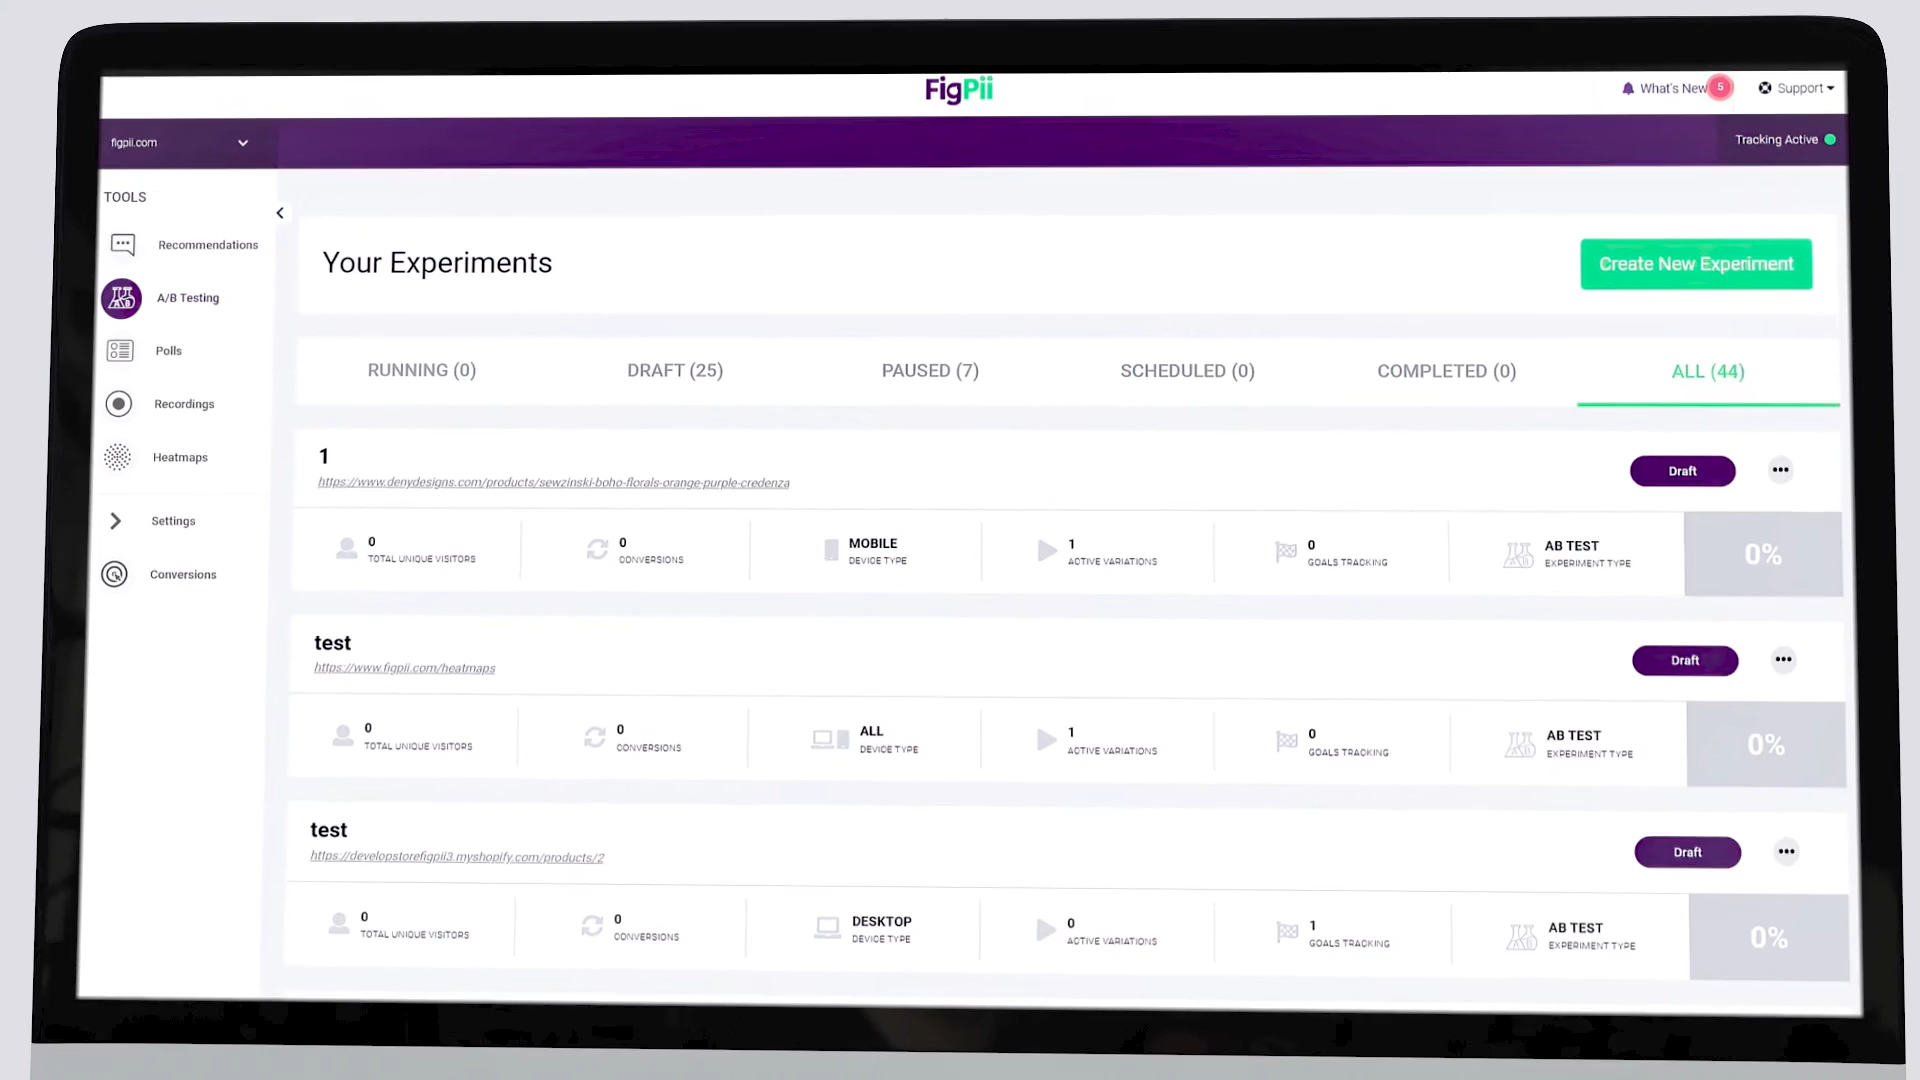 FigPii
What's New 5 Support
figpii.com
Tracking Active
TOOLS
Recommendations
A/B Testing
Polls
Recordings
Heatmaps
Settings
Conversions
Your Experiments
Create New Experiment
RUNNING (0) DRAFT (25) PAUSED (7) SCHEDULED (0) COMPLETED (0) ALL (44)
1
https://www.denydesigns.com/products/sewzinski-boho-florals-orange-purple-credenza
Draft
0 0 MOBILE 1 0 AB TEST
TOTAL UNIQUE VISITORS CONVERSIONS DEVICE TYPE ACTIVE VARIATIONS GOALS TRACKING EXPERIMENT TYPE
0%
test
https://www.figpii.com/heatmaps
Draft
0 0 ALL 1 0 AB TEST
TOTAL UNIQUE VISITORS CONVERSIONS DEVICE TYPE ACTIVE VARIATIONS GOALS TRACKING EXPERIMENT TYPE
0%
test
https://developstorefigpii3.myshopify.com/products/2
Draft
0 0 DESKTOP 0 1 AB TEST
TOTAL UNIQUE VISITORS CONVERSIONS DEVICE TYPE ACTIVE VARIATIONS GOALS TRACKING EXPERIMENT TYPE
0%